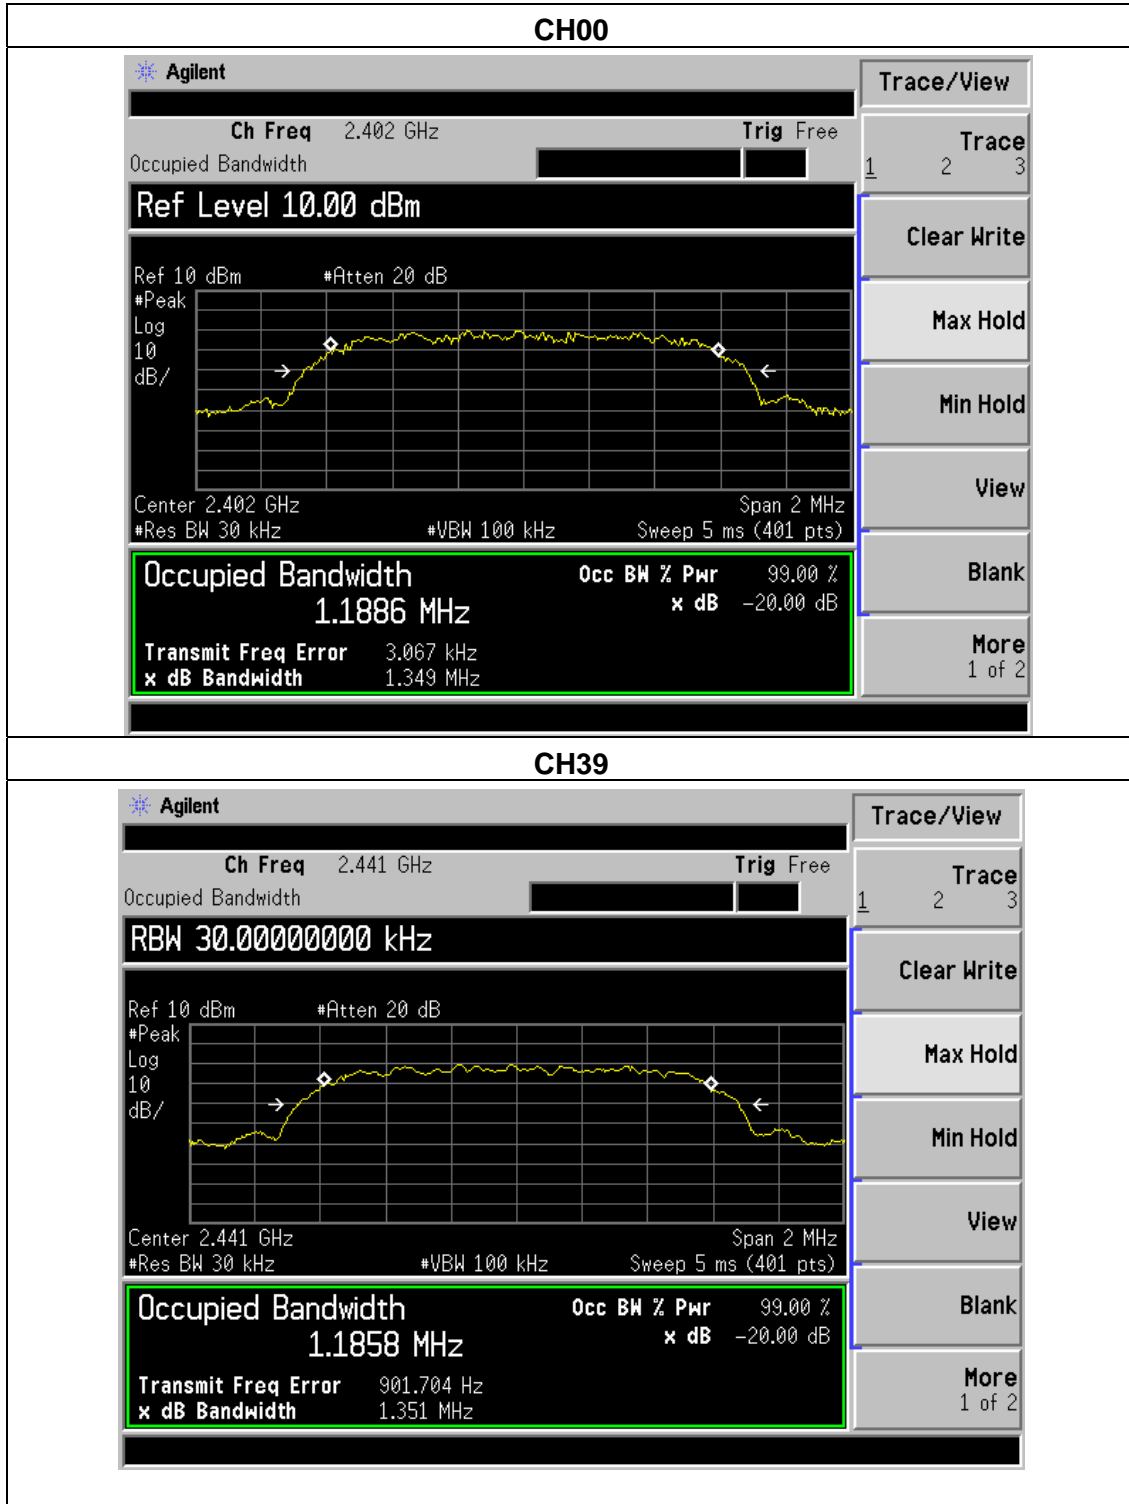 CH00
Agilent
Trace/View
Ch Freq 2.402 GHz Trig Free
Occupied Bandwidth
Trace
1 2 3
Ref Level 10.00 dBm
Clear Write
Ref 10 dBm #Atten 20 dB
#Peak
Log
10
dB/
Max Hold
Min Hold
View
Center 2.402 GHz Span 2 MHz
#Res BW 30 kHz #VBW 100 kHz Sweep 5 ms (401 pts)
Occupied Bandwidth Occ BW % Pwr 99.00 %
1.1886 MHz x dB -20.00 dB
Blank
Transmit Freq Error 3.067 kHz
x dB Bandwidth 1.349 MHz
More
1 of 2
CH39
Agilent
Trace/View
Ch Freq 2.441 GHz Trig Free
Occupied Bandwidth
Trace
1 2 3
RBW 30.00000000 kHz
Clear Write
Ref 10 dBm #Atten 20 dB
#Peak
Log
10
dB/
Max Hold
Min Hold
View
Center 2.441 GHz Span 2 MHz
#Res BW 30 kHz #VBW 100 kHz Sweep 5 ms (401 pts)
Occupied Bandwidth Occ BW % Pwr 99.00 %
1.1858 MHz x dB -20.00 dB
Blank
Transmit Freq Error 901.704 Hz
x dB Bandwidth 1.351 MHz
More
1 of 2